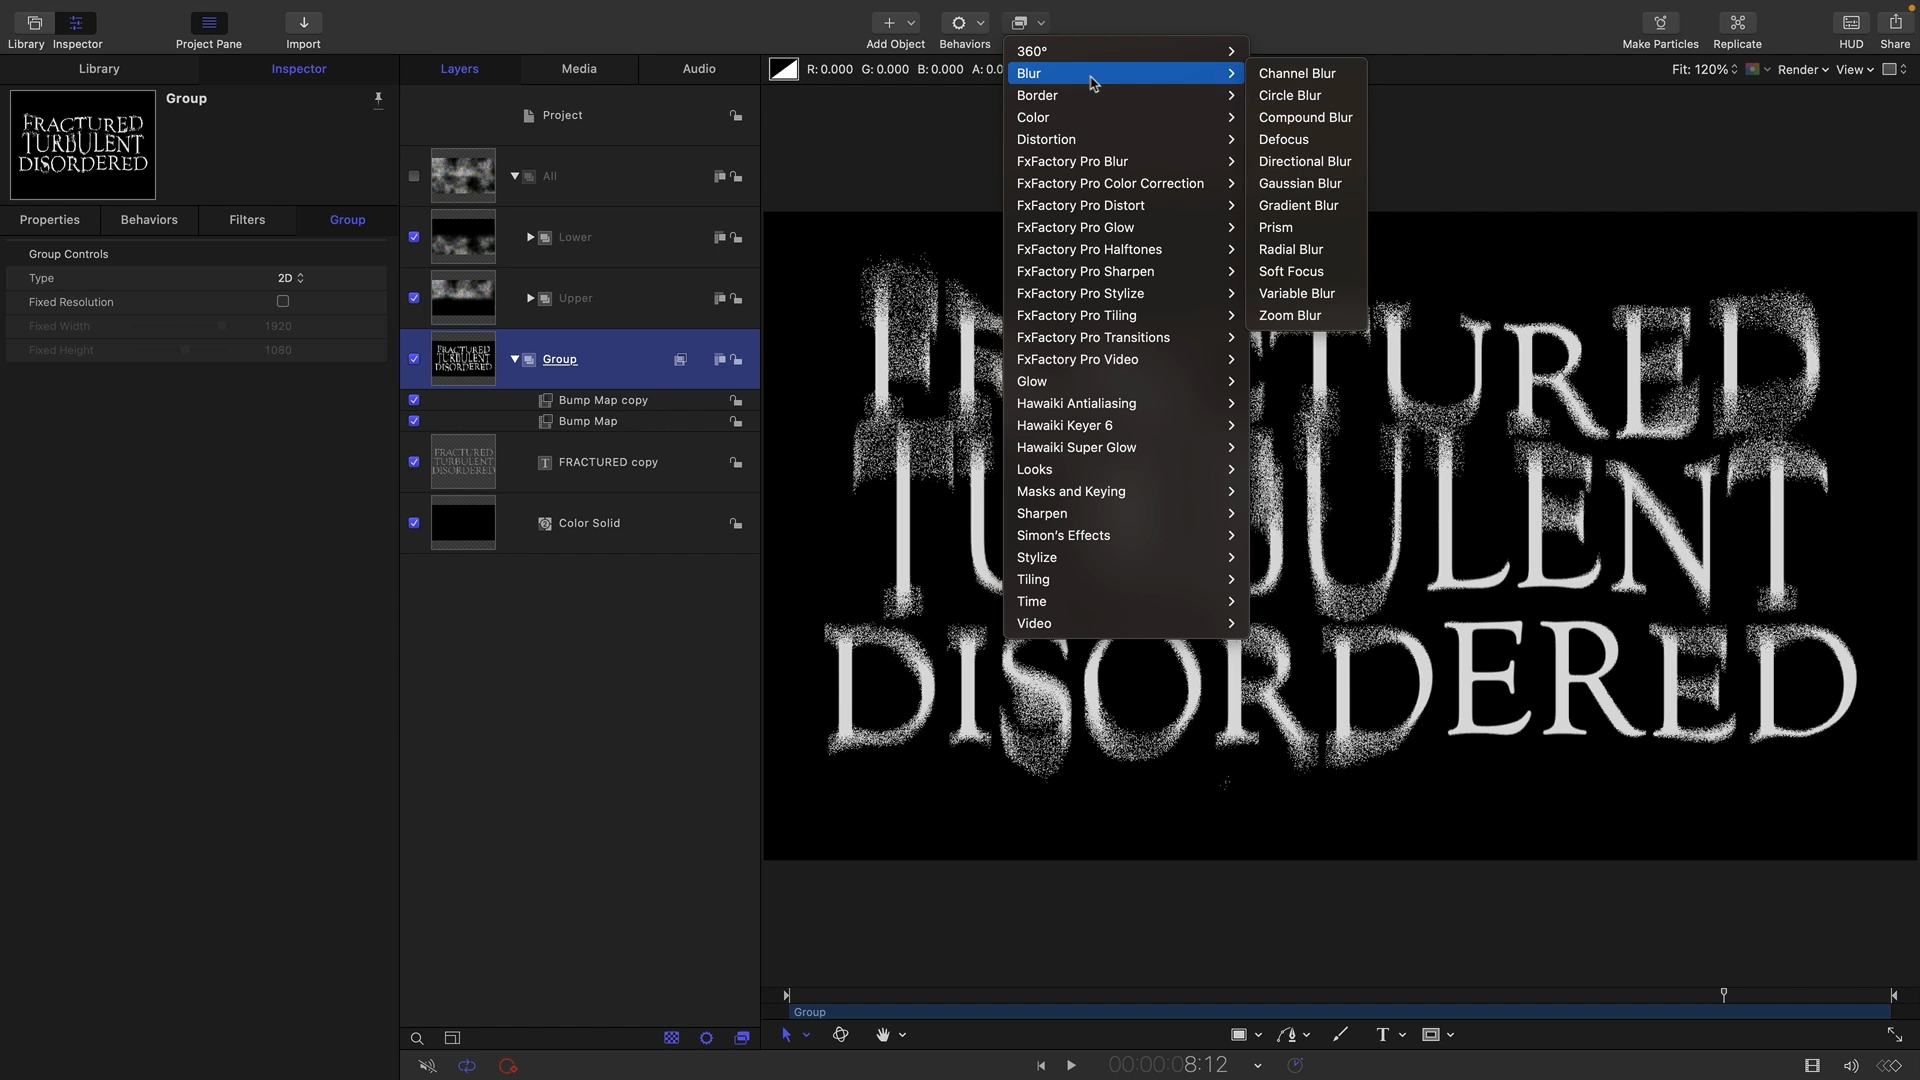 Library Inspector
Project Pane
Import
Add Object
Behaviors
Make Particles
Replicate
HUD
Share
Library
Inspector
Layers
Media
Audio
R: 0.000 G: 0.000 B: 0.000 A: 0.0
Fit: 120%
Render
View
Group
FRACTURED
TURBULENT
DISORDERED
Properties
Behaviors
Filters
Group
Group Controls
Type
2D
Fixed Resolution
Fixed Width
1920
Fixed Height
1080
Project
All
Lower
Upper
FRACTURED
TURBULENT
DISORDERED
Group
Bump Map copy
Bump Map
FRACTURED
TURBULENT
DISORDERED
FRACTURED copy
Color Solid
360°
Blur
Border
Color
Distortion
FxFactory Pro Blur
FxFactory Pro Color Correction
FxFactory Pro Distort
FxFactory Pro Glow
FxFactory Pro Halftones
FxFactory Pro Sharpen
FxFactory Pro Stylize
FxFactory Pro Tiling
FxFactory Pro Transitions
FxFactory Pro Video
Glow
Hawaiki Antialiasing
Hawaiki Keyer 6
Hawaiki Super Glow
Looks
Masks and Keying
Sharpen
Simon's Effects
Stylize
Tiling
Time
Video
Channel Blur
Circle Blur
Compound Blur
Defocus
Directional Blur
Gaussian Blur
Gradient Blur
Prism
Radial Blur
Soft Focus
Variable Blur
Zoom Blur
F TURED
TU BULENT
DISORDERED
Group
T
00:00:08:12